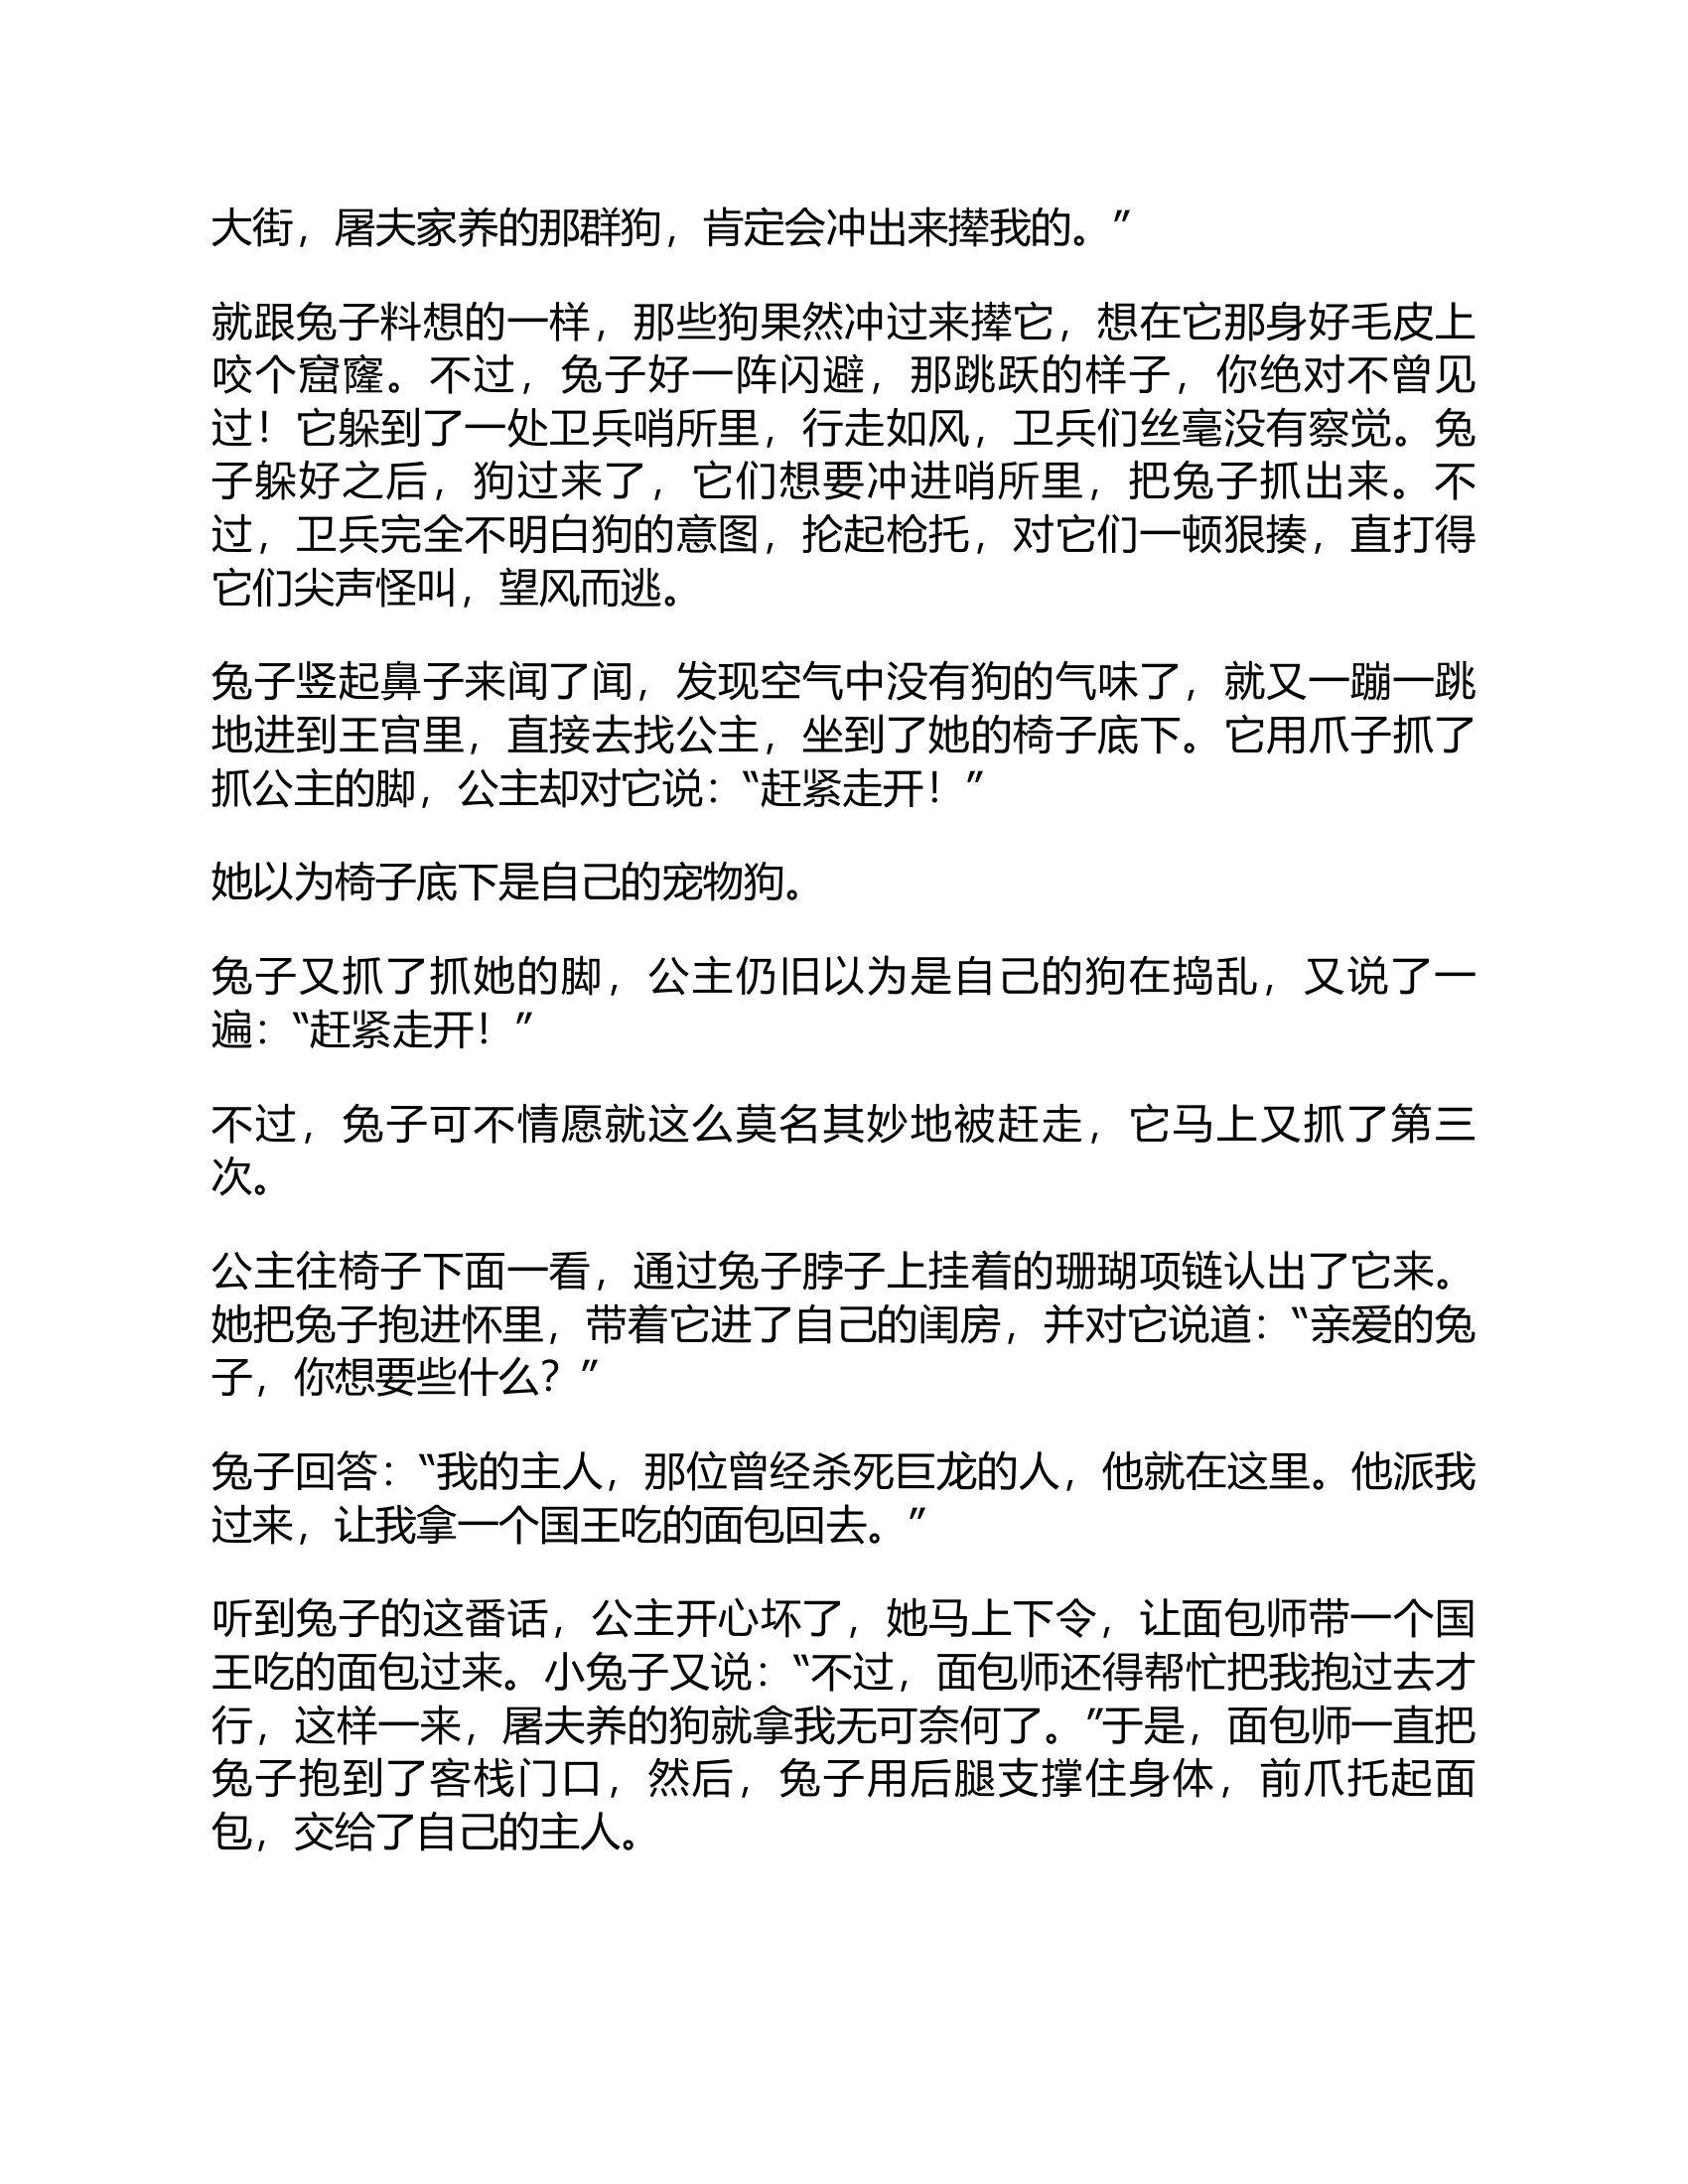 大街，屠夫家养的那群狗，肯定会冲出来撵我的。”
就跟兔子料想的一样，那些狗果然冲过来撵它，想在它那身好毛皮上
咬个窟窿。不过，兔子好一阵闪避，那跳跃的样子，你绝对不曾见
过！它躲到了一处卫兵哨所里，行走如风，卫兵们丝毫没有察觉。兔
子躲好之后，狗过来了，它们想要冲进哨所里，把兔子抓出来。不
过，卫兵完全不明白狗的意图，抡起枪托，对它们一顿狠揍，直打得
它们尖声怪叫，望风而逃。
兔子竖起鼻子来闻了闻，发现空气中没有狗的气味了，就又一蹦一跳
地进到王宫里，直接去找公主，坐到了她的椅子底下。它用爪子抓了
抓公主的脚，公主却对它说：“赶紧走开！”
她以为椅子底下是自己的宠物狗。
兔子又抓了抓她的脚，公主仍旧以为是自己的狗在捣乱，又说了一
遍：“赶紧走开！”
不过，兔子可不情愿就这么莫名其妙地被赶走，它马上又抓了第三
次。
公主往椅子下面一看，通过兔子脖子上挂着的珊瑚项链认出了它来。
她把兔子抱进怀里，带着它进了自己的闺房，并对它说道：“亲爱的兔
子，你想要些什么？”
兔子回答：“我的主人，那位曾经杀死巨龙的人，他就在这里。他派我
过来，让我拿一个国王吃的面包回去。”
听到兔子的这番话，公主开心坏了，她马上下令，让面包师带一个国
王吃的面包过来。小兔子又说：“不过，面包师还得帮忙把我抱过去才
行，这样一来，屠夫养的狗就拿我无可奈何了。”于是，面包师一直把
兔子抱到了客栈门口，然后，兔子用后腿支撑住身体，前爪托起面
包，交给了自己的主人。